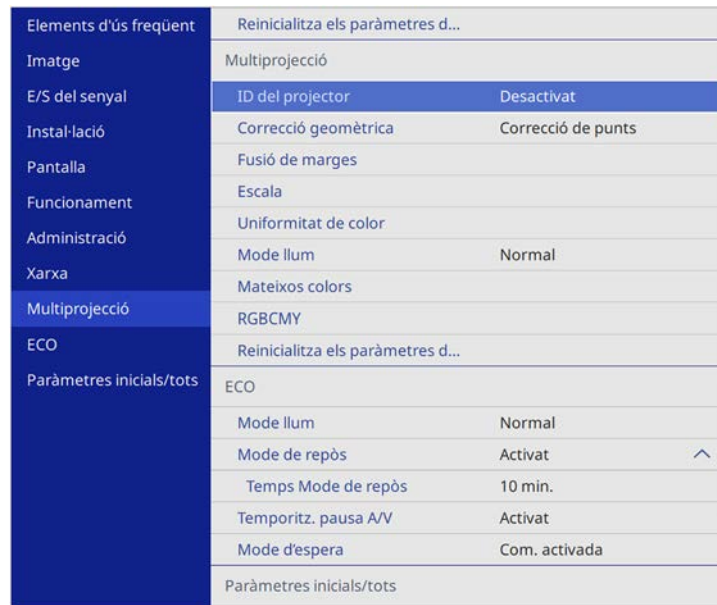 Elements d'ús freqüent
Imatge
E/S del senyal
Instal·lació
Pantalla
Funcionament
Administració
Xarxa
Multiprojecció
ECO
Paràmetres inicials/tots
Reinicialitza els paràmetres d...
Multiprojecció
ID del projector Desactivat
Correcció geomètrica Correcció de punts
Fusió de marges
Escala
Uniformitat de color
Mode llum Normal
Mateixos colors
RGBCMY
Reinicialitza els paràmetres d...
ECO
Mode llum Normal
Mode de repòs Activat
Temps Mode de repòs 10 min.
Temporitz. pausa A/V Activat
Mode d'espera Com. activada
Paràmetres inicials/tots